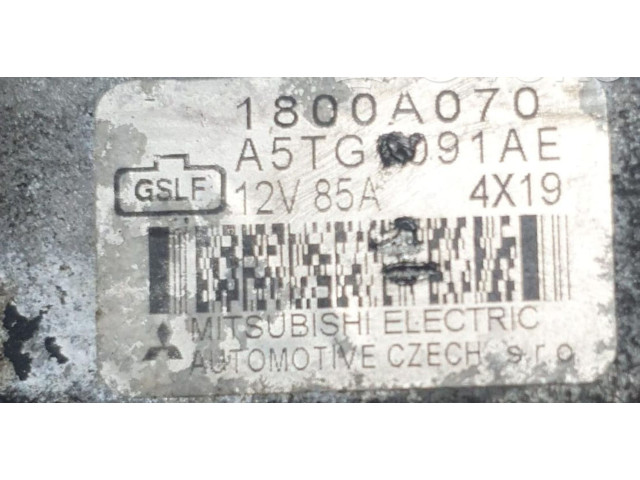 1800A070
GSLF
12V 85A 4X19
MITSUBISHI ELECTRIC
AUTOMOTIVE CZECH s.r.o